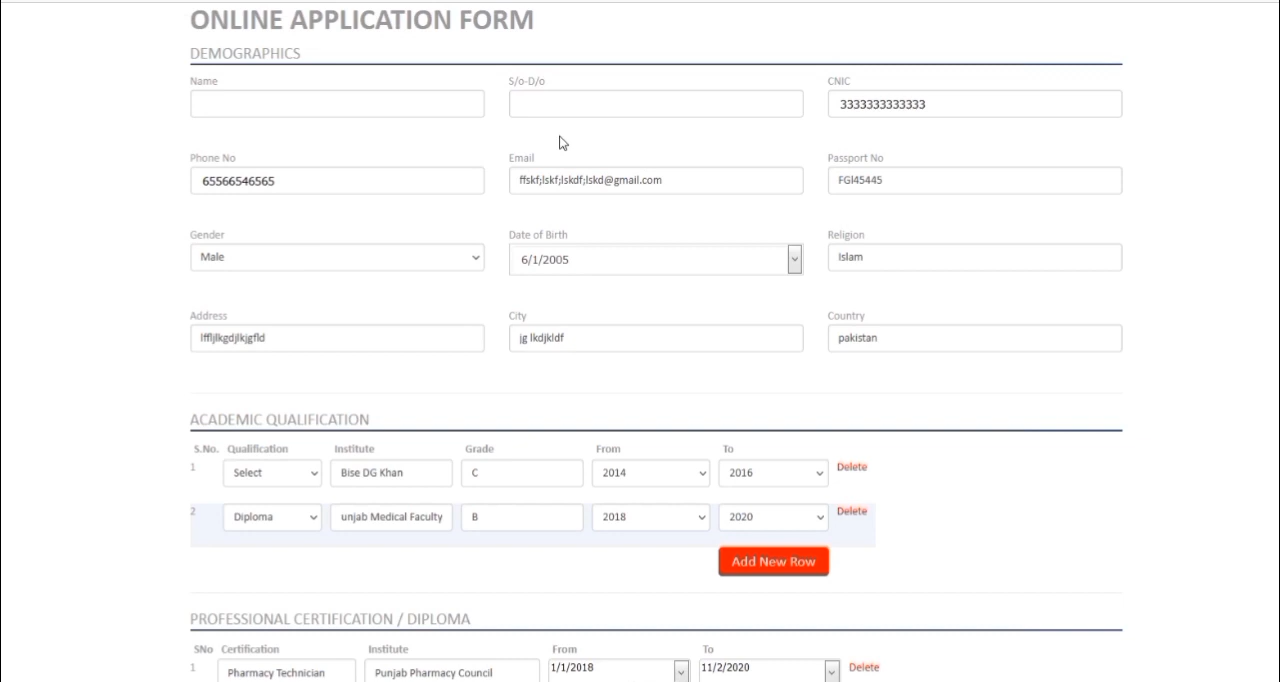 ONLINE APPLICATION FORM
DEMOGRAPHICS
Name S/o-D/o CNIC
3333333333333
Phone No Email Passport No
65566546565 ffskf;lskf;lskdf;lskd@gmail.com FGI45445
Gender Date of Birth Religion
Male 6/1/2005 Islam
Address City Country
lffljlkgdjlkjgfld jg lkdjkldf pakistan
ACADEMIC QUALIFICATION
S.No. Qualification Institute Grade From To
1 Select Bise DG Khan C 2014 2016 Delete
2 Diploma unjab Medical Faculty B 2018 2020 Delete
Add New Row
PROFESSIONAL CERTIFICATION / DIPLOMA
SNo Certification Institute From To
1 Pharmacy Technician Punjab Pharmacy Council 1/1/2018 11/2/2020 Delete